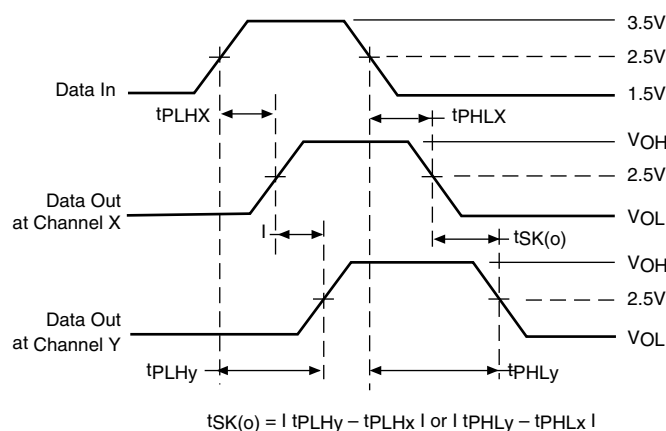 3.5V
2.5V
Data In
1.5V
tPLHX
tPHLX
VOH
2.5V
Data Out
at Channel X
VOL
I
tSK(o)
VOH
2.5V
Data Out
at Channel Y
VOL
tPLHy
tPHLy
tSK(o) = I tPLHy – tPLHx I or I tPHLy – tPHLx I